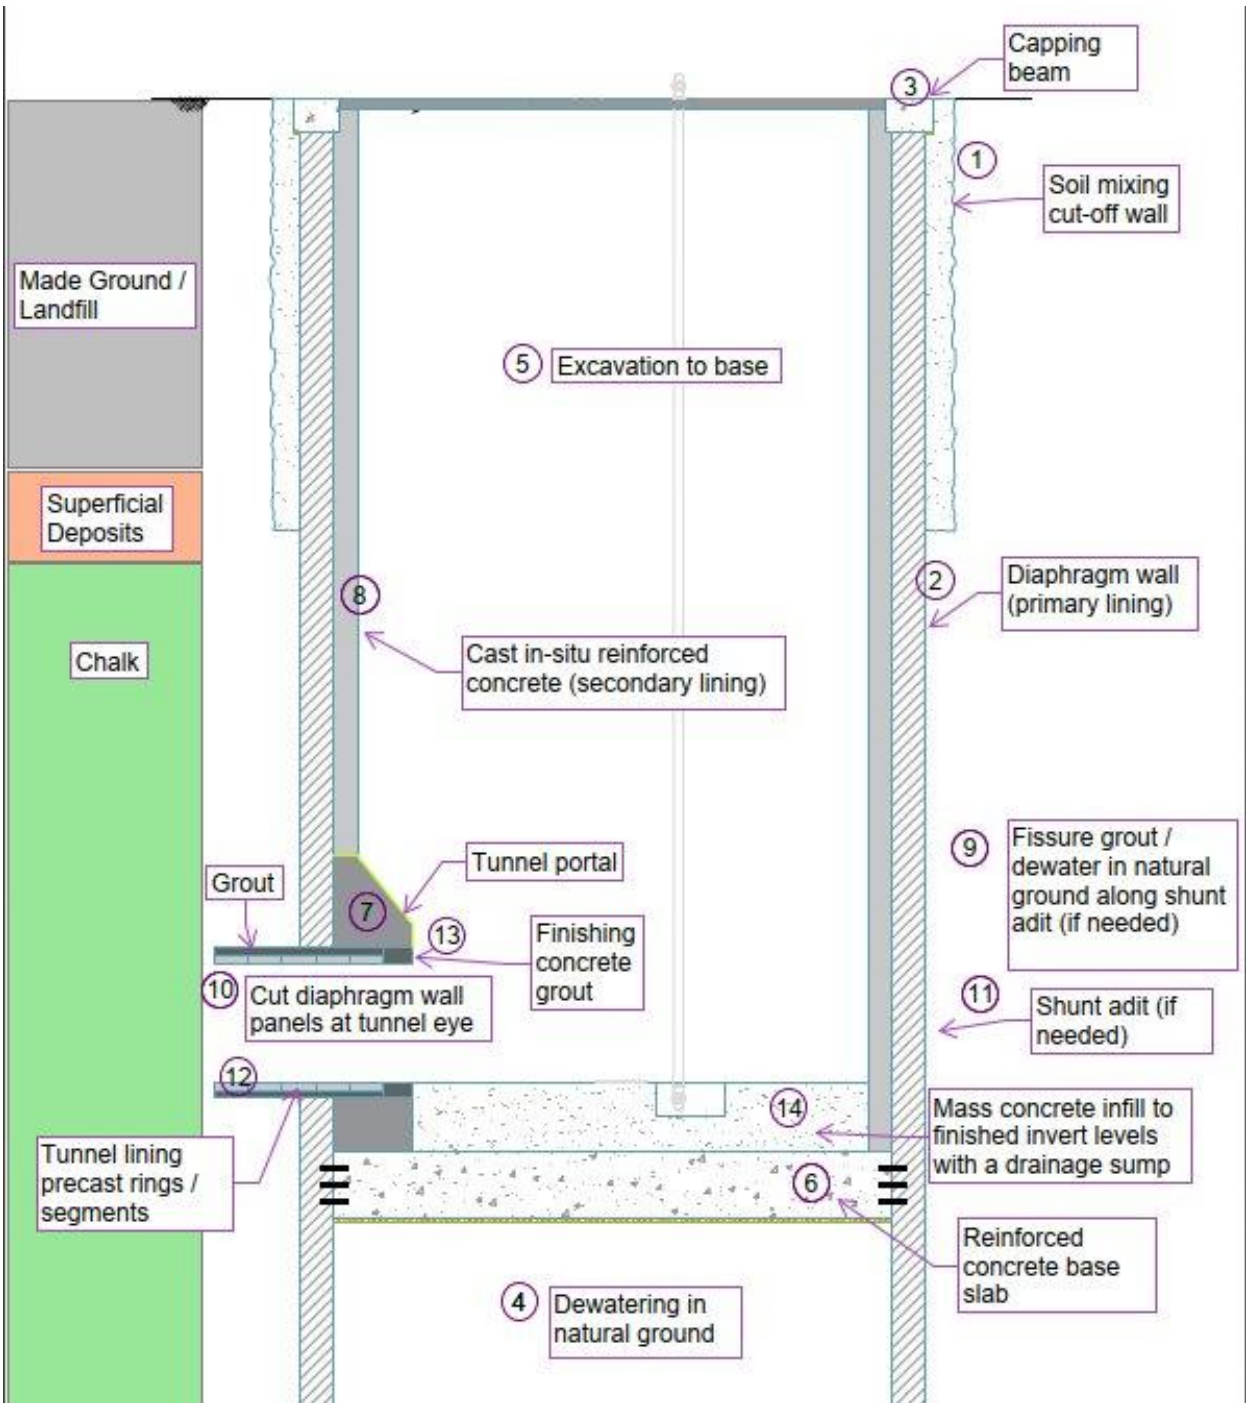 Capping
beam
3
1
Soil mixing
cut-off wall
Made Ground /
Landfill
5
Excavation to base
Superficial
Deposits
2
Diaphragm wall
(primary lining)
8
Chalk
Cast in-situ reinforced
concrete (secondary lining)
9
Fissure grout /
dewater in natural
ground along shunt
adit (if needed)
Tunnel portal
Grout
7
13
Finishing
concrete
grout
10
Cut diaphragm wall
panels at tunnel eye
11
Shunt adit (if
needed)
12
14
Mass concrete infill to
finished invert levels
with a drainage sump
Tunnel lining
precast rings /
segments
6
Reinforced
concrete base
slab
4
Dewatering in
natural ground